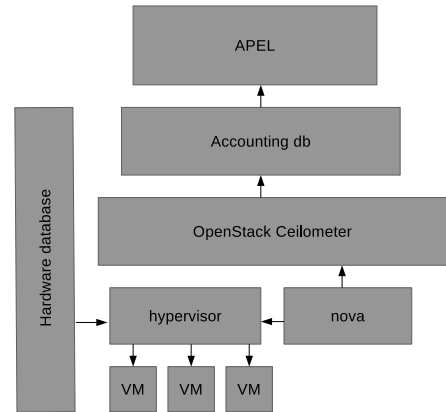 APEL
Accounting db
Hardware database
OpenStack Ceilometer
hypervisor
nova
VM
VM
VM